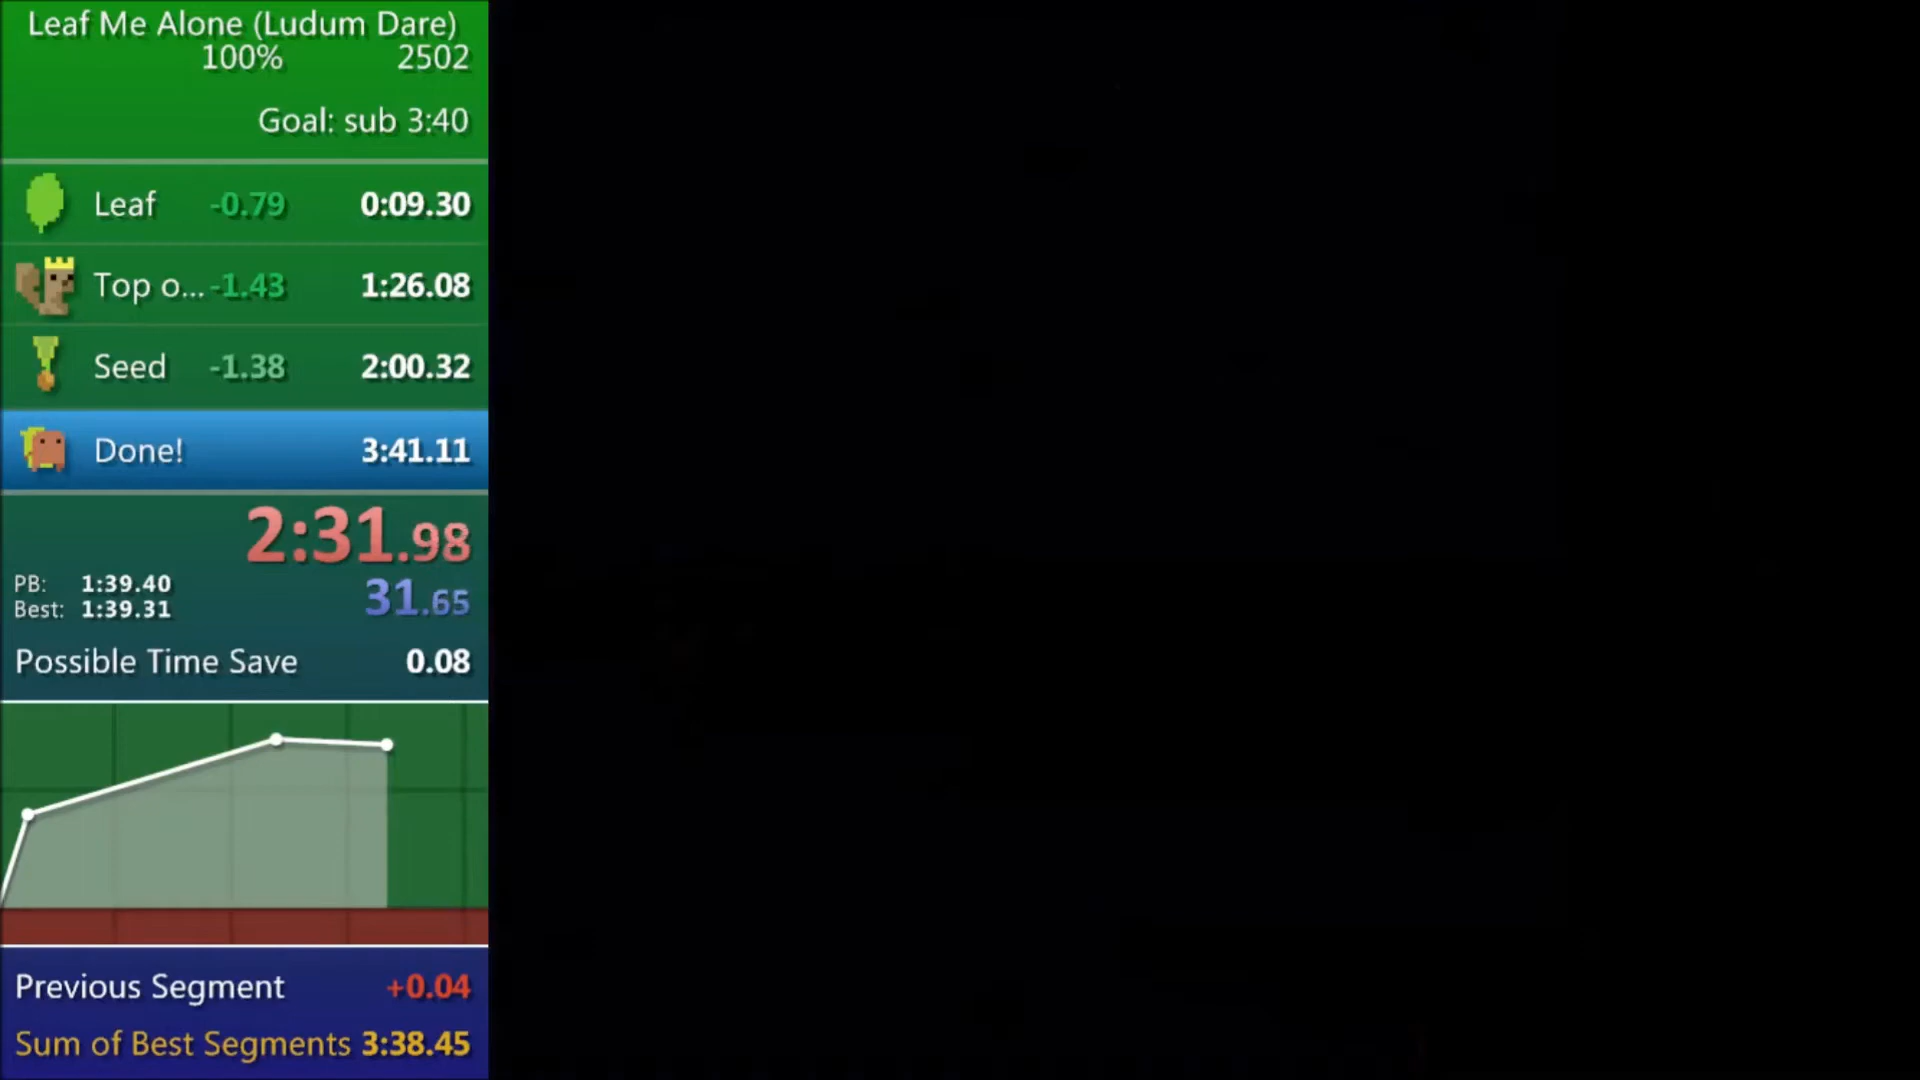 Leaf Me Alone (Ludum Dare)
100% 2502
Goal: sub 3:40
Leaf -0.79 0:09.30
Top o... -1.43 1:26.08
Seed -1.38 2:00.32
Done! 3:41.11
2:31.98
PB: 1:39.40
Best: 1:39.31
31.65
Possible Time Save 0.08
Previous Segment +0.04
Sum of Best Segments 3:38.45